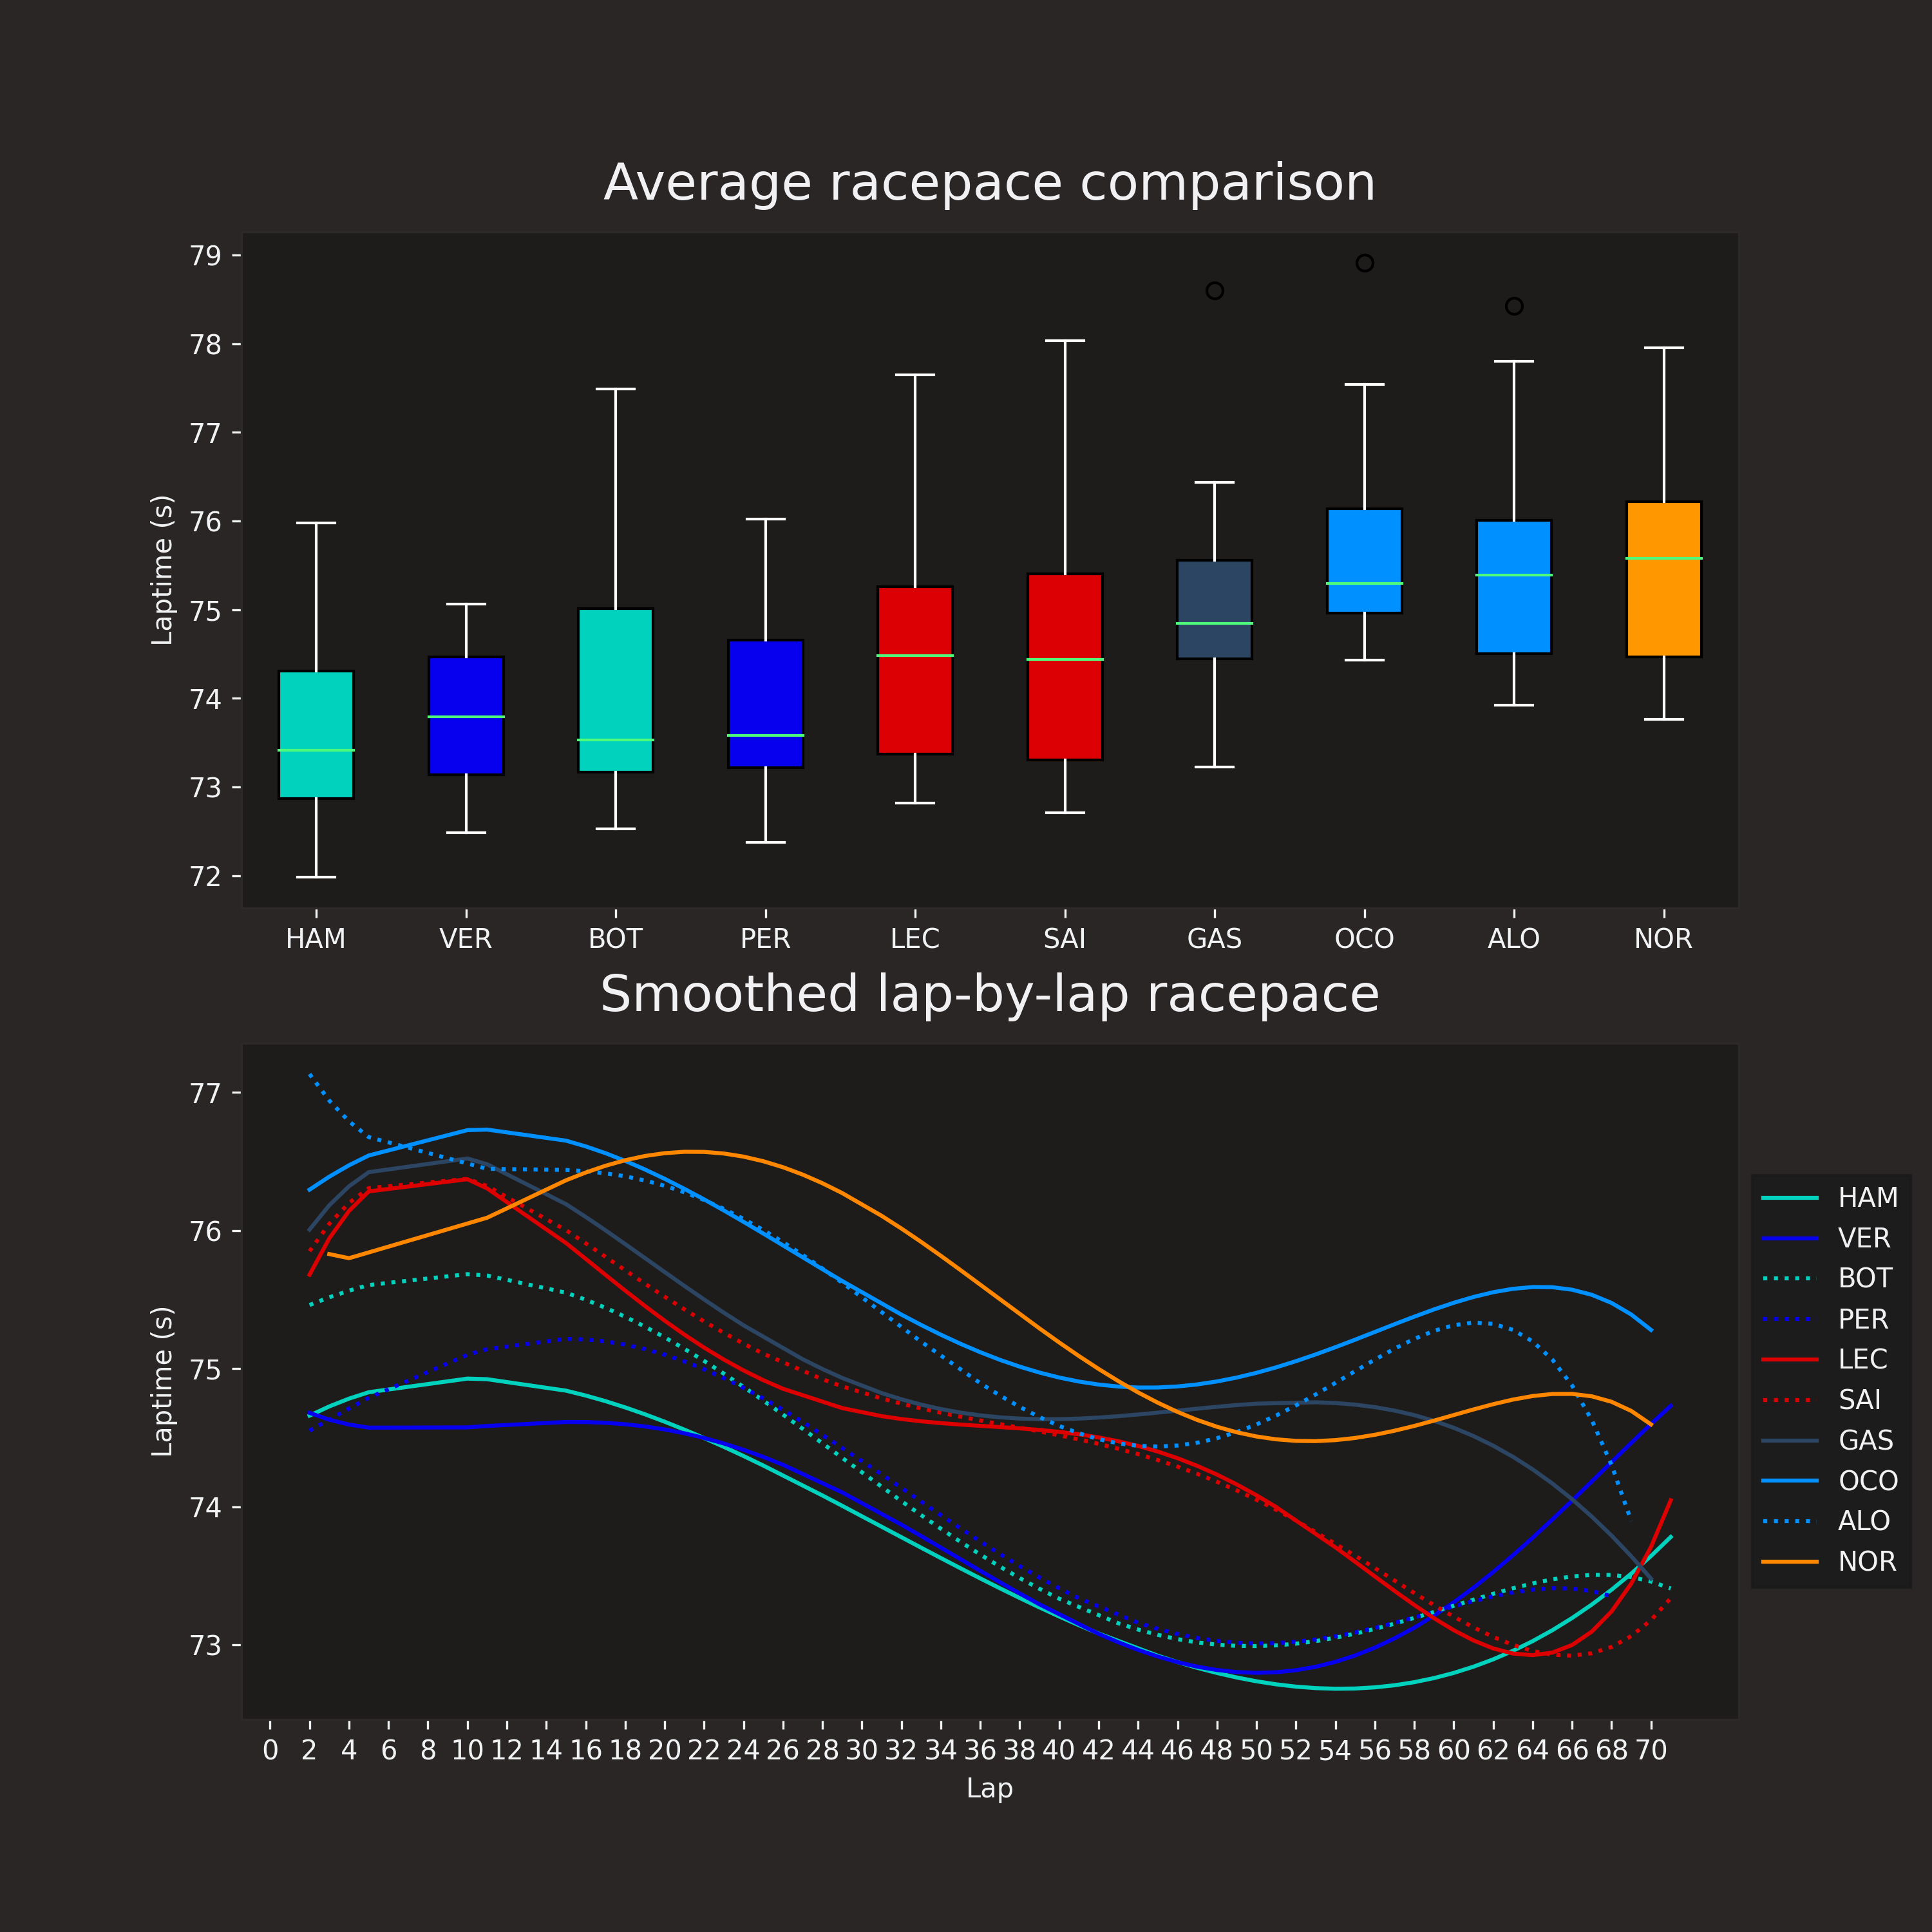 Average racepace comparison
79
78
77
76
75
74
73
72
Laptime (s)
HAM VER BOT PER LEC SAI GAS OCO ALO NOR
Smoothed lap-by-lap racepace
77
76
75
74
73
Laptime (s)
0 2 4 6 8 10 12 14 16 18 20 22 24 26 28 30 32 34 36 38 40 42 44 46 48 50 52 54 56 58 60 62 64 66 68 70
Lap
HAM
VER
BOT
PER
LEC
SAI
GAS
OCO
ALO
NOR